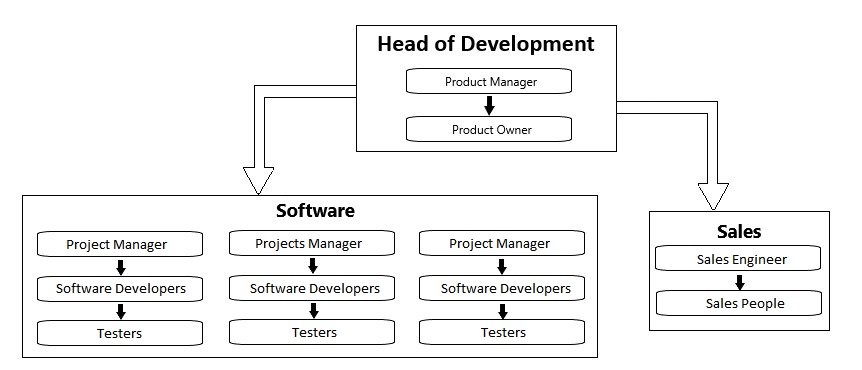 Head of Development
Product Manager
Product Owner
Software
Project Manager
Software Developers
Testers
Projects Manager
Software Developers
Testers
Project Manager
Software Developers
Testers
Sales
Sales Engineer
Sales People